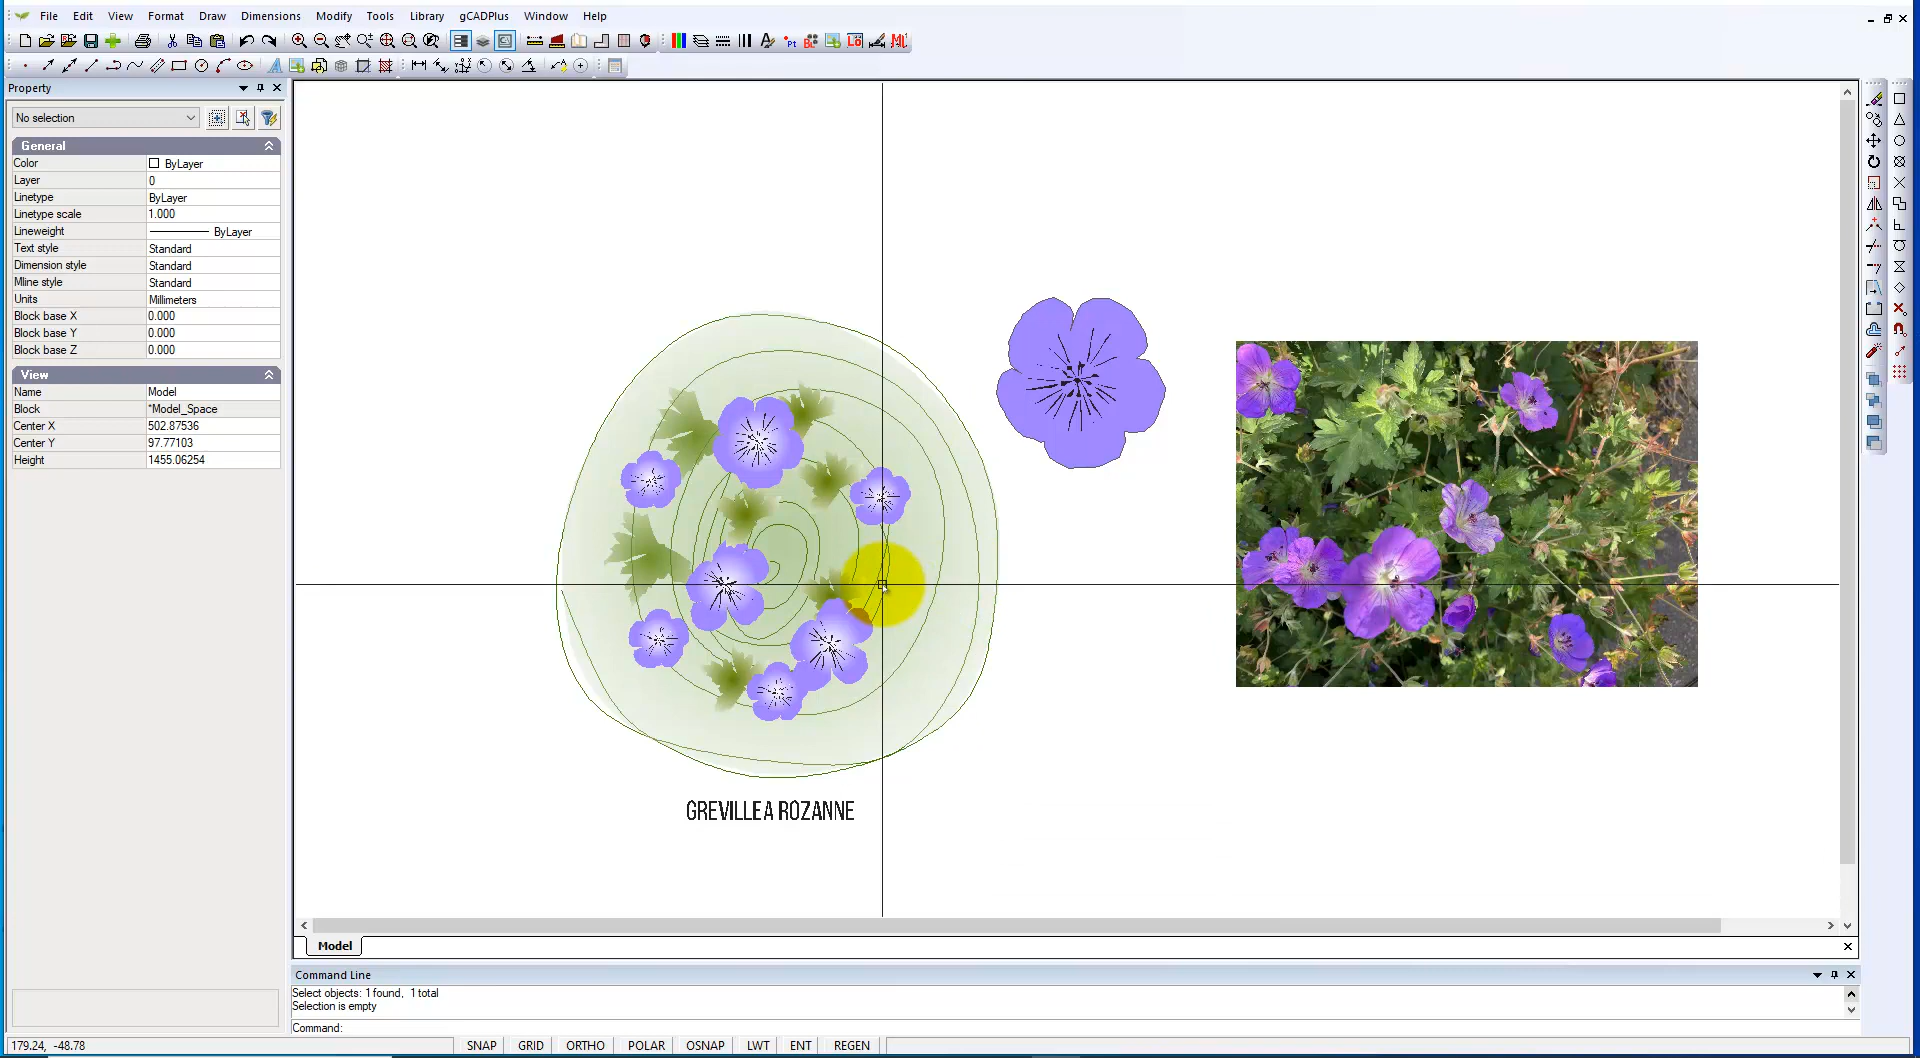 File Edit View Format Draw Dimensions Modify Tools Library gCADPlus Window Help
Property
No selection
General
Color ByLayer
Layer 0
Linetype ByLayer
Linetype scale 1.000
Lineweight ByLayer
Text style Standard
Dimension style Standard
Mline style Standard
Units Millimeters
Block base X 0.000
Block base Y 0.000
Block base Z 0.000
View
Name Model
Block *Model_Space
Center X 502.87536
Center Y 97.77103
Height 1455.06254
GREVILLEA ROZANNE
Model
Command Line
Select objects: 1 found, 1 total
Selection is empty
Command:
179.24, -48.78 SNAP GRID ORTHO POLAR OSNAP LWT ENT REGEN